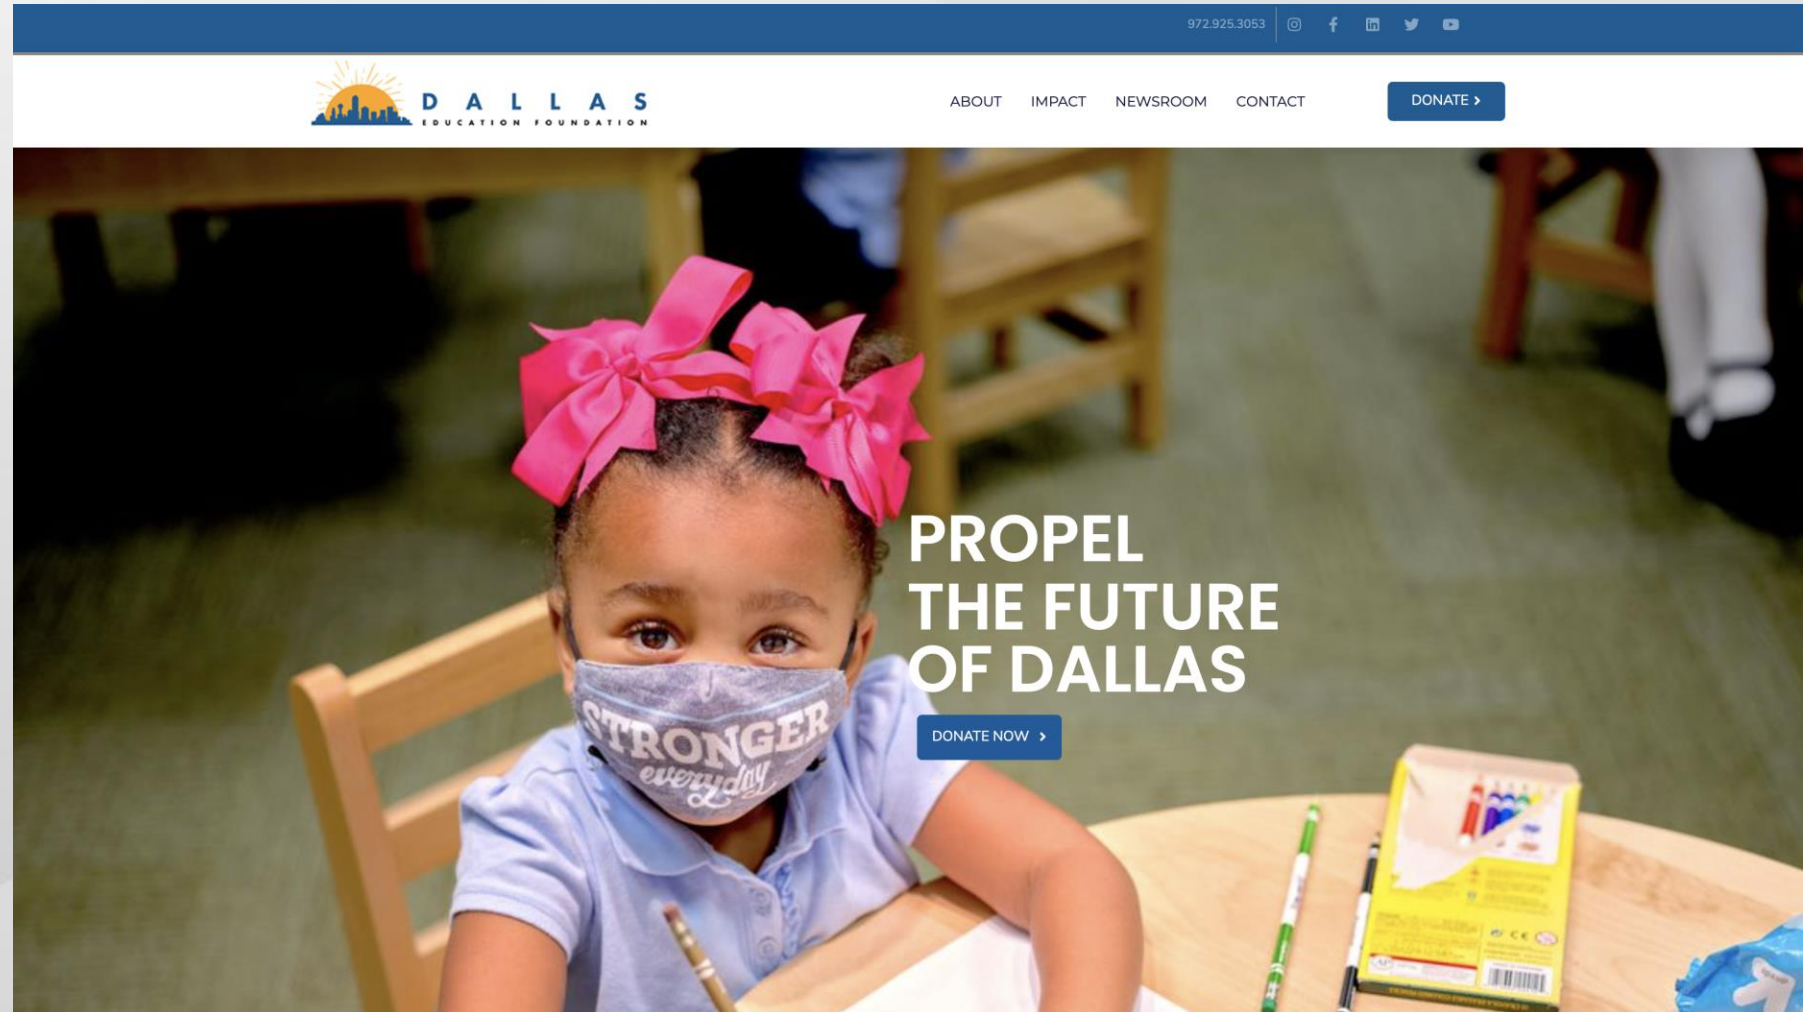 972.925.3053
DALLAS
EDUCATION FOUNDATION
ABOUT IMPACT NEWSROOM CONTACT
DONATE
PROPEL
THE FUTURE
OF DALLAS
DONATE NOW
STRONGER
everyday